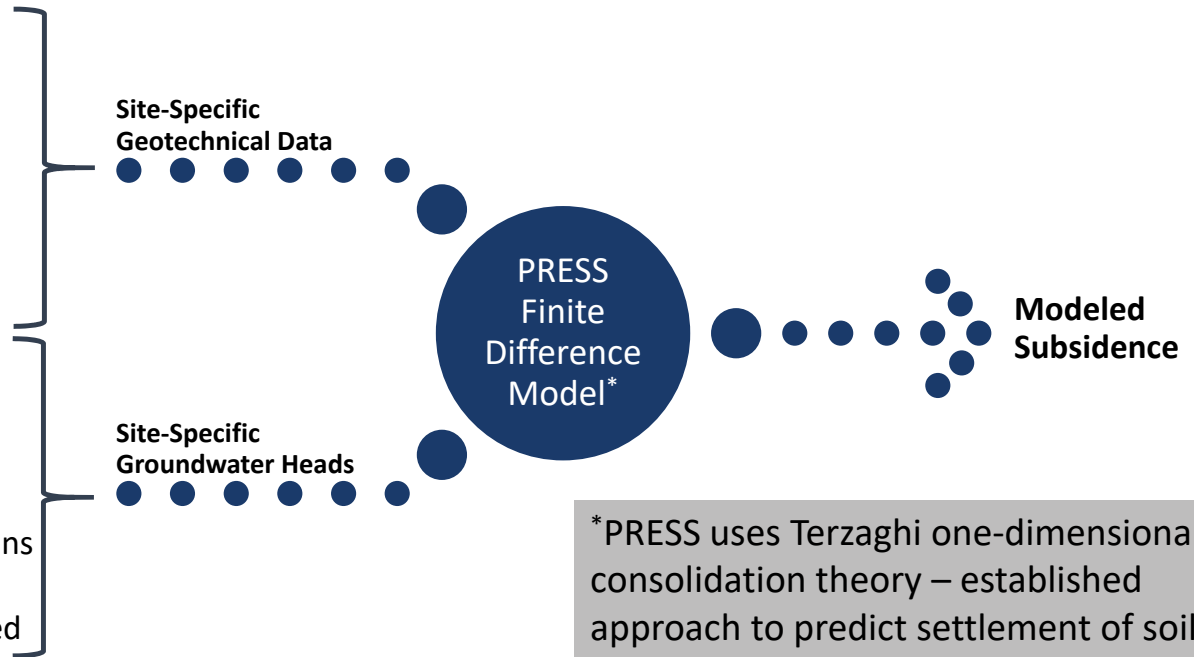 Site-Specific
Geotechnical Data
PRESS
Finite
Difference
Model*
Modeled
Subsidence
Site-Specific
Groundwater Heads
ns
ed
*PRESS uses Terzaghi one-dimensiona
consolidation theory – established
approach to predict settlement of soil